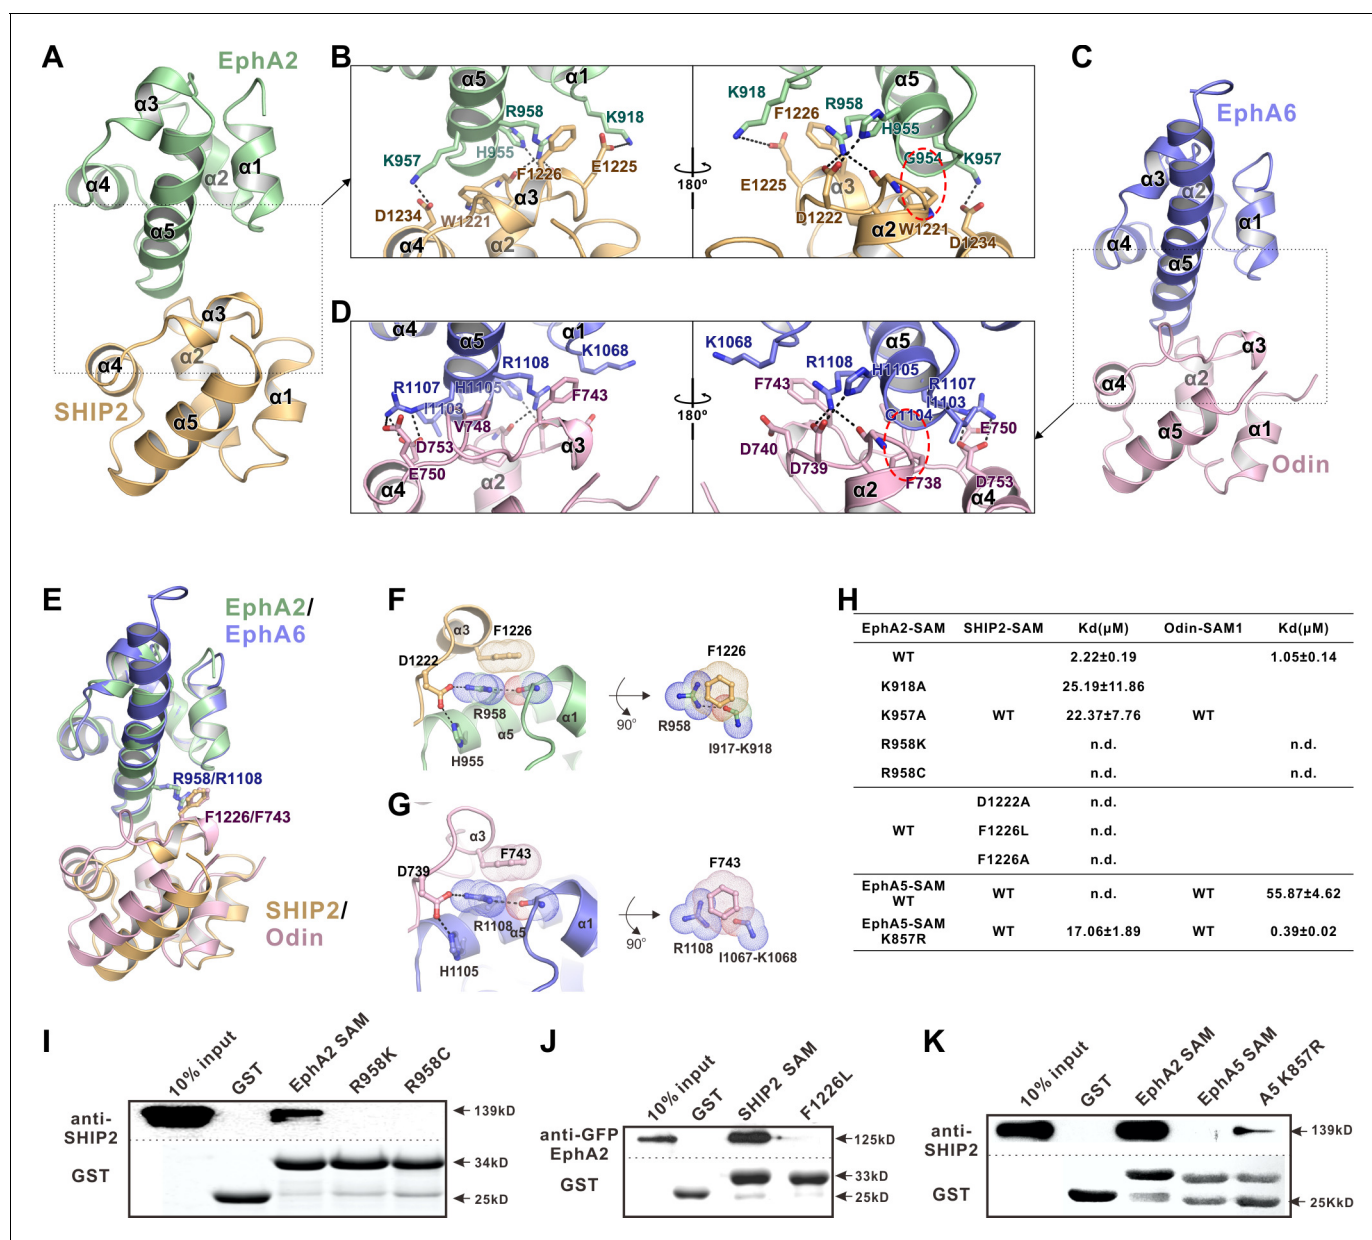 A
EphA2
α3
α1
α2
α4
α5
α3
α2
α4
α1
SHIP2
α5
B
α5
α1
R958
K918
H955
K957
F1226
E1225
α3
D1234
W1221
α4
α2
180°
K918
α5
F1226
R958
H955
G954
K957
E1225
α3
D1222
α2
W1221
D1234
C
EphA6
α3
α2
α4
α1
α5
α3
α4
α2
α5
α1
Odin
D
α4
α5
α1
K1068
R1108
R1107
H1105
F743
I1103
V748
D753
α3
E750
α4
α2
180°
K1068
α5
R1108
H1105
F743
R1107
I1103
G1104
E750
D740
D739
α2
F738
D753
α4
E
EphA2/
EphA6
R958/R1108
F1226/F743
SHIP2/
Odin
F
α3
F1226
D1222
R958
α5
α1
H955
90°
F1226
R958
I917-K918
G
α3
F743
D739
R1108
α5
α1
H1105
90°
F743
R1108
I1067-K1068
H
EphA2-SAM SHIP2-SAM Kd(μM) Odin-SAM1 Kd(μM)
WT 2.22±0.19 1.05±0.14
K918A 25.19±11.86
K957A WT 22.37±7.76 WT
R958K n.d. n.d.
R958C n.d. n.d.
D1222A n.d.
WT F1226L n.d.
F1226A n.d.
EphA5-SAM WT WT n.d. WT 55.87±4.62
EphA5-SAM K857R WT 17.06±1.89 WT 0.39±0.02
I
10% input
GST
EphA2 SAM
R958K
R958C
anti-
SHIP2
139kD
GST
34kD
25kD
J
10% input
GST
SHIP2 SAM
F1226L
anti-GFP
EphA2
125kD
GST
33kD
25kD
K
10% input
GST
EphA2 SAM
EphA5 SAM
A5 K857R
anti-
SHIP2
139kD
GST
25KkD